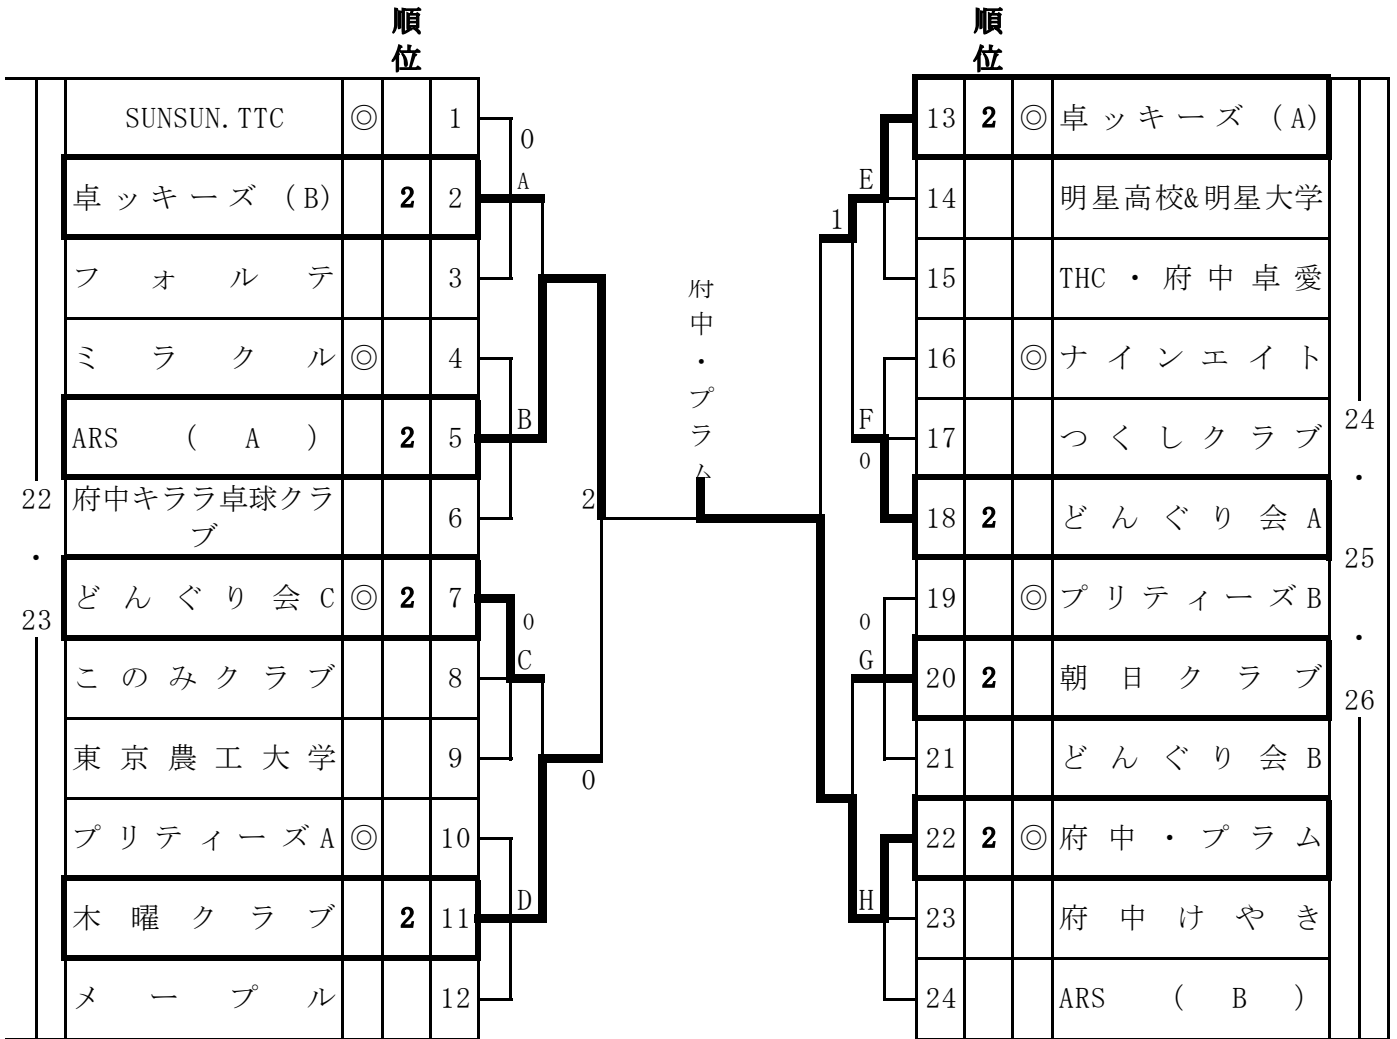 順位
SUNSUN.TTC ◎ 1
卓ッキーズ（B） 2 2
フォルテ 3
ミラクル ◎ 4
ARS（A） 2 5
府中キララ卓球クラブ 6
どんぐり会C ◎ 2 7
このみクラブ 8
東京農工大学 9
プリティーズA ◎ 10
木曜クラブ 2 11
メープル 12
22・23
0
A
B
2
0
C
0
D
府中・プラム
順位
13 2 ◎ 卓ッキーズ（A）
14 明星高校&明星大学
15 THC・府中卓愛
16 ◎ ナインエイト
17 つくしクラブ
18 2 どんぐり会A
19 ◎ プリティーズB
20 2 朝日クラブ
21 どんぐり会B
22 2 ◎ 府中・プラム
23 府中けやき
24 ARS（B）
E
1
F
0
0
G
H
24・25・26